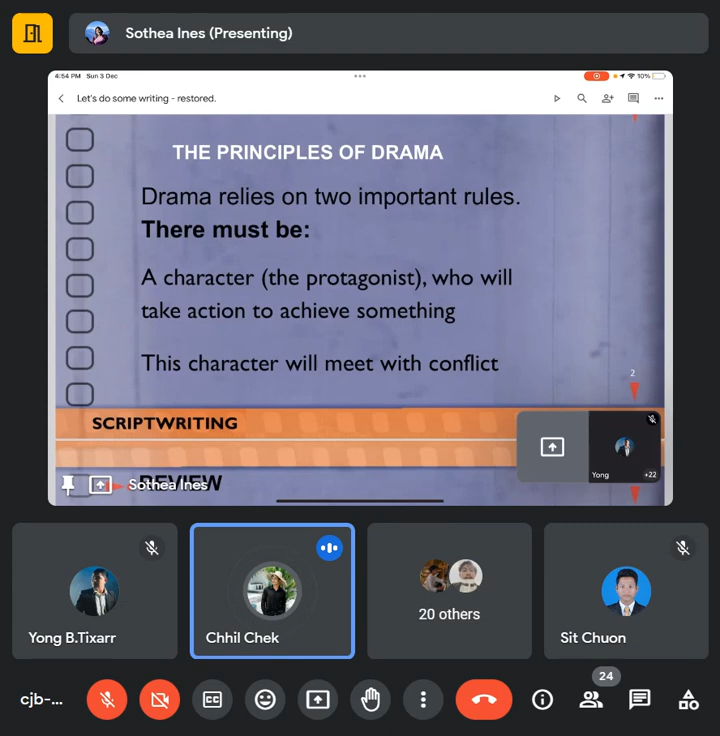 Sothea Ines (Presenting)
4:54 PM Sun 3 Dec
10%
Let's do some writing - restored.
THE PRINCIPLES OF DRAMA
Drama relies on two important rules.
There must be:
A character (the protagonist), who will
take action to achieve something
This character will meet with conflict
2
SCRIPTWRITING
Yong
+22
REVIEW
Sothea Ines
Yong B.Tixarr
Chhil Chek
20 others
Sit Chuon
cjb-...
CC
24